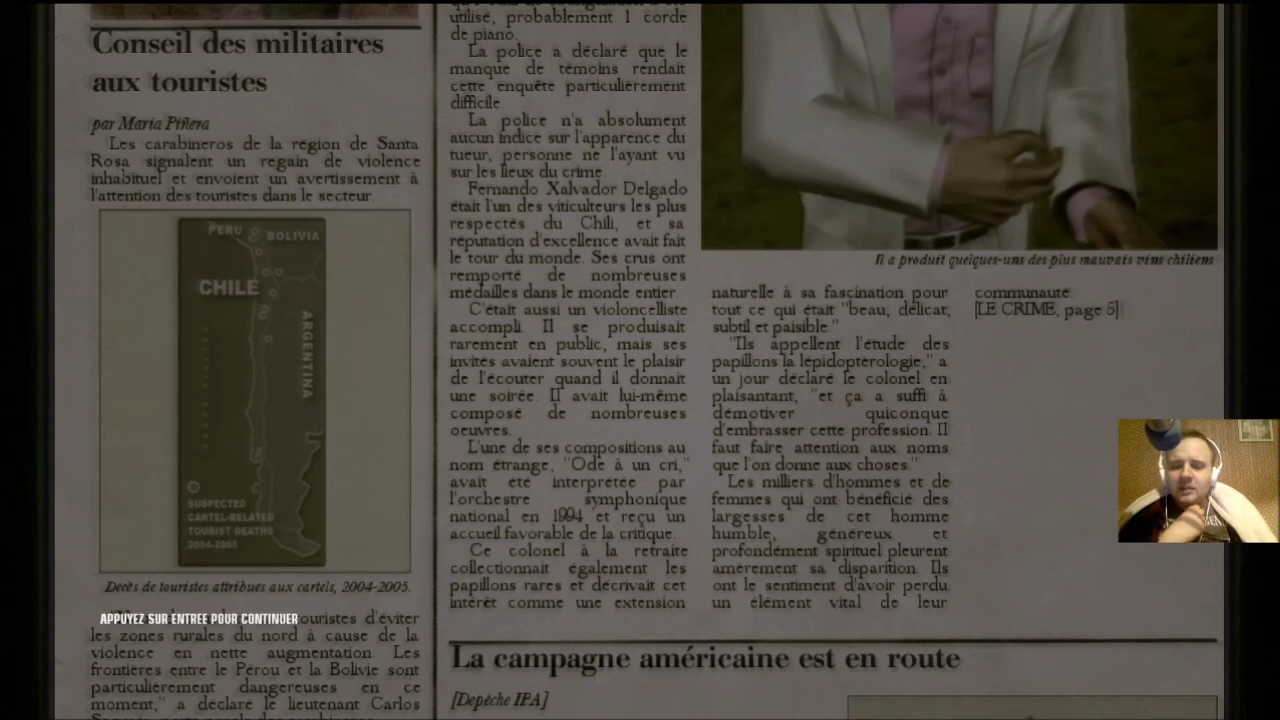 Conseil des militaires
aux touristes
par Maria Piñera
Les carabineros de la région de Santa
Rosa signalent un regain de violence
inhabituel et envoient un avertissement à
l'attention des touristes dans le secteur.
PERU
BOLIVIA
CHILE
ARGENTINA
SUSPECTED
CARTEL-RELATED
TOURIST DEATHS
2004-2005
Décès de touristes attribués aux cartels, 2004-2005.
APPUYEZ SUR ENTREE POUR CONTINUER
touristes d'éviter
les zones rurales du nord à cause de la
violence en nette augmentation. Les
frontières entre le Pérou et la Bolivie sont
particulièrement dangereuses en ce
moment," a déclaré le lieutenant Carlos
utilisé, probablement 1 corde
de piano.
La police a déclaré que le
manque de témoins rendait
cette enquête particulièrement
difficile.
La police n'a absolument
aucun indice sur l'apparence du
tueur, personne ne l'ayant vu
sur les lieux du crime.
Fernando Xalvador Delgado
était l'un des viticulteurs les plus
respectés du Chili, et sa
réputation d'excellence avait fait
le tour du monde. Ses crus ont
remporté de nombreuses
médailles dans le monde entier.
C'était aussi un violoncelliste
accompli. Il se produisait
rarement en public, mais ses
invités avaient souvent le plaisir
de l'écouter quand il donnait
une soirée. Il avait lui-même
composé de nombreuses
oeuvres.
L'une de ses compositions au
nom étrange, "Ode à un cri,"
avait été interprétée par
l'orchestre symphonique
national en 1994 et reçu un
accueil favorable de la critique.
Ce colonel à la retraite
collectionnait également les
papillons rares et décrivait cet
intérêt comme une extension
Il a produit quelques-uns des plus mauvais vins chiliens
naturelle à sa fascination pour
tout ce qui était "beau, délicat,
subtil et paisible."
"Ils appellent l'étude des
papillons la lépidoptérologie," a
un jour déclaré le colonel en
plaisantant, "et ça a suffi à
démotiver quiconque
d'embrasser cette profession. Il
faut faire attention aux noms
que l'on donne aux choses."
Les milliers d'hommes et de
femmes qui ont bénéficié des
largesses de cet homme
humble, généreux et
profondément spirituel pleurent
amèrement sa disparition. Ils
ont le sentiment d'avoir perdu
un élément vital de leur
communauté.
[LE CRIME, page 5]
La campagne américaine est en route
[Depêche IPA]